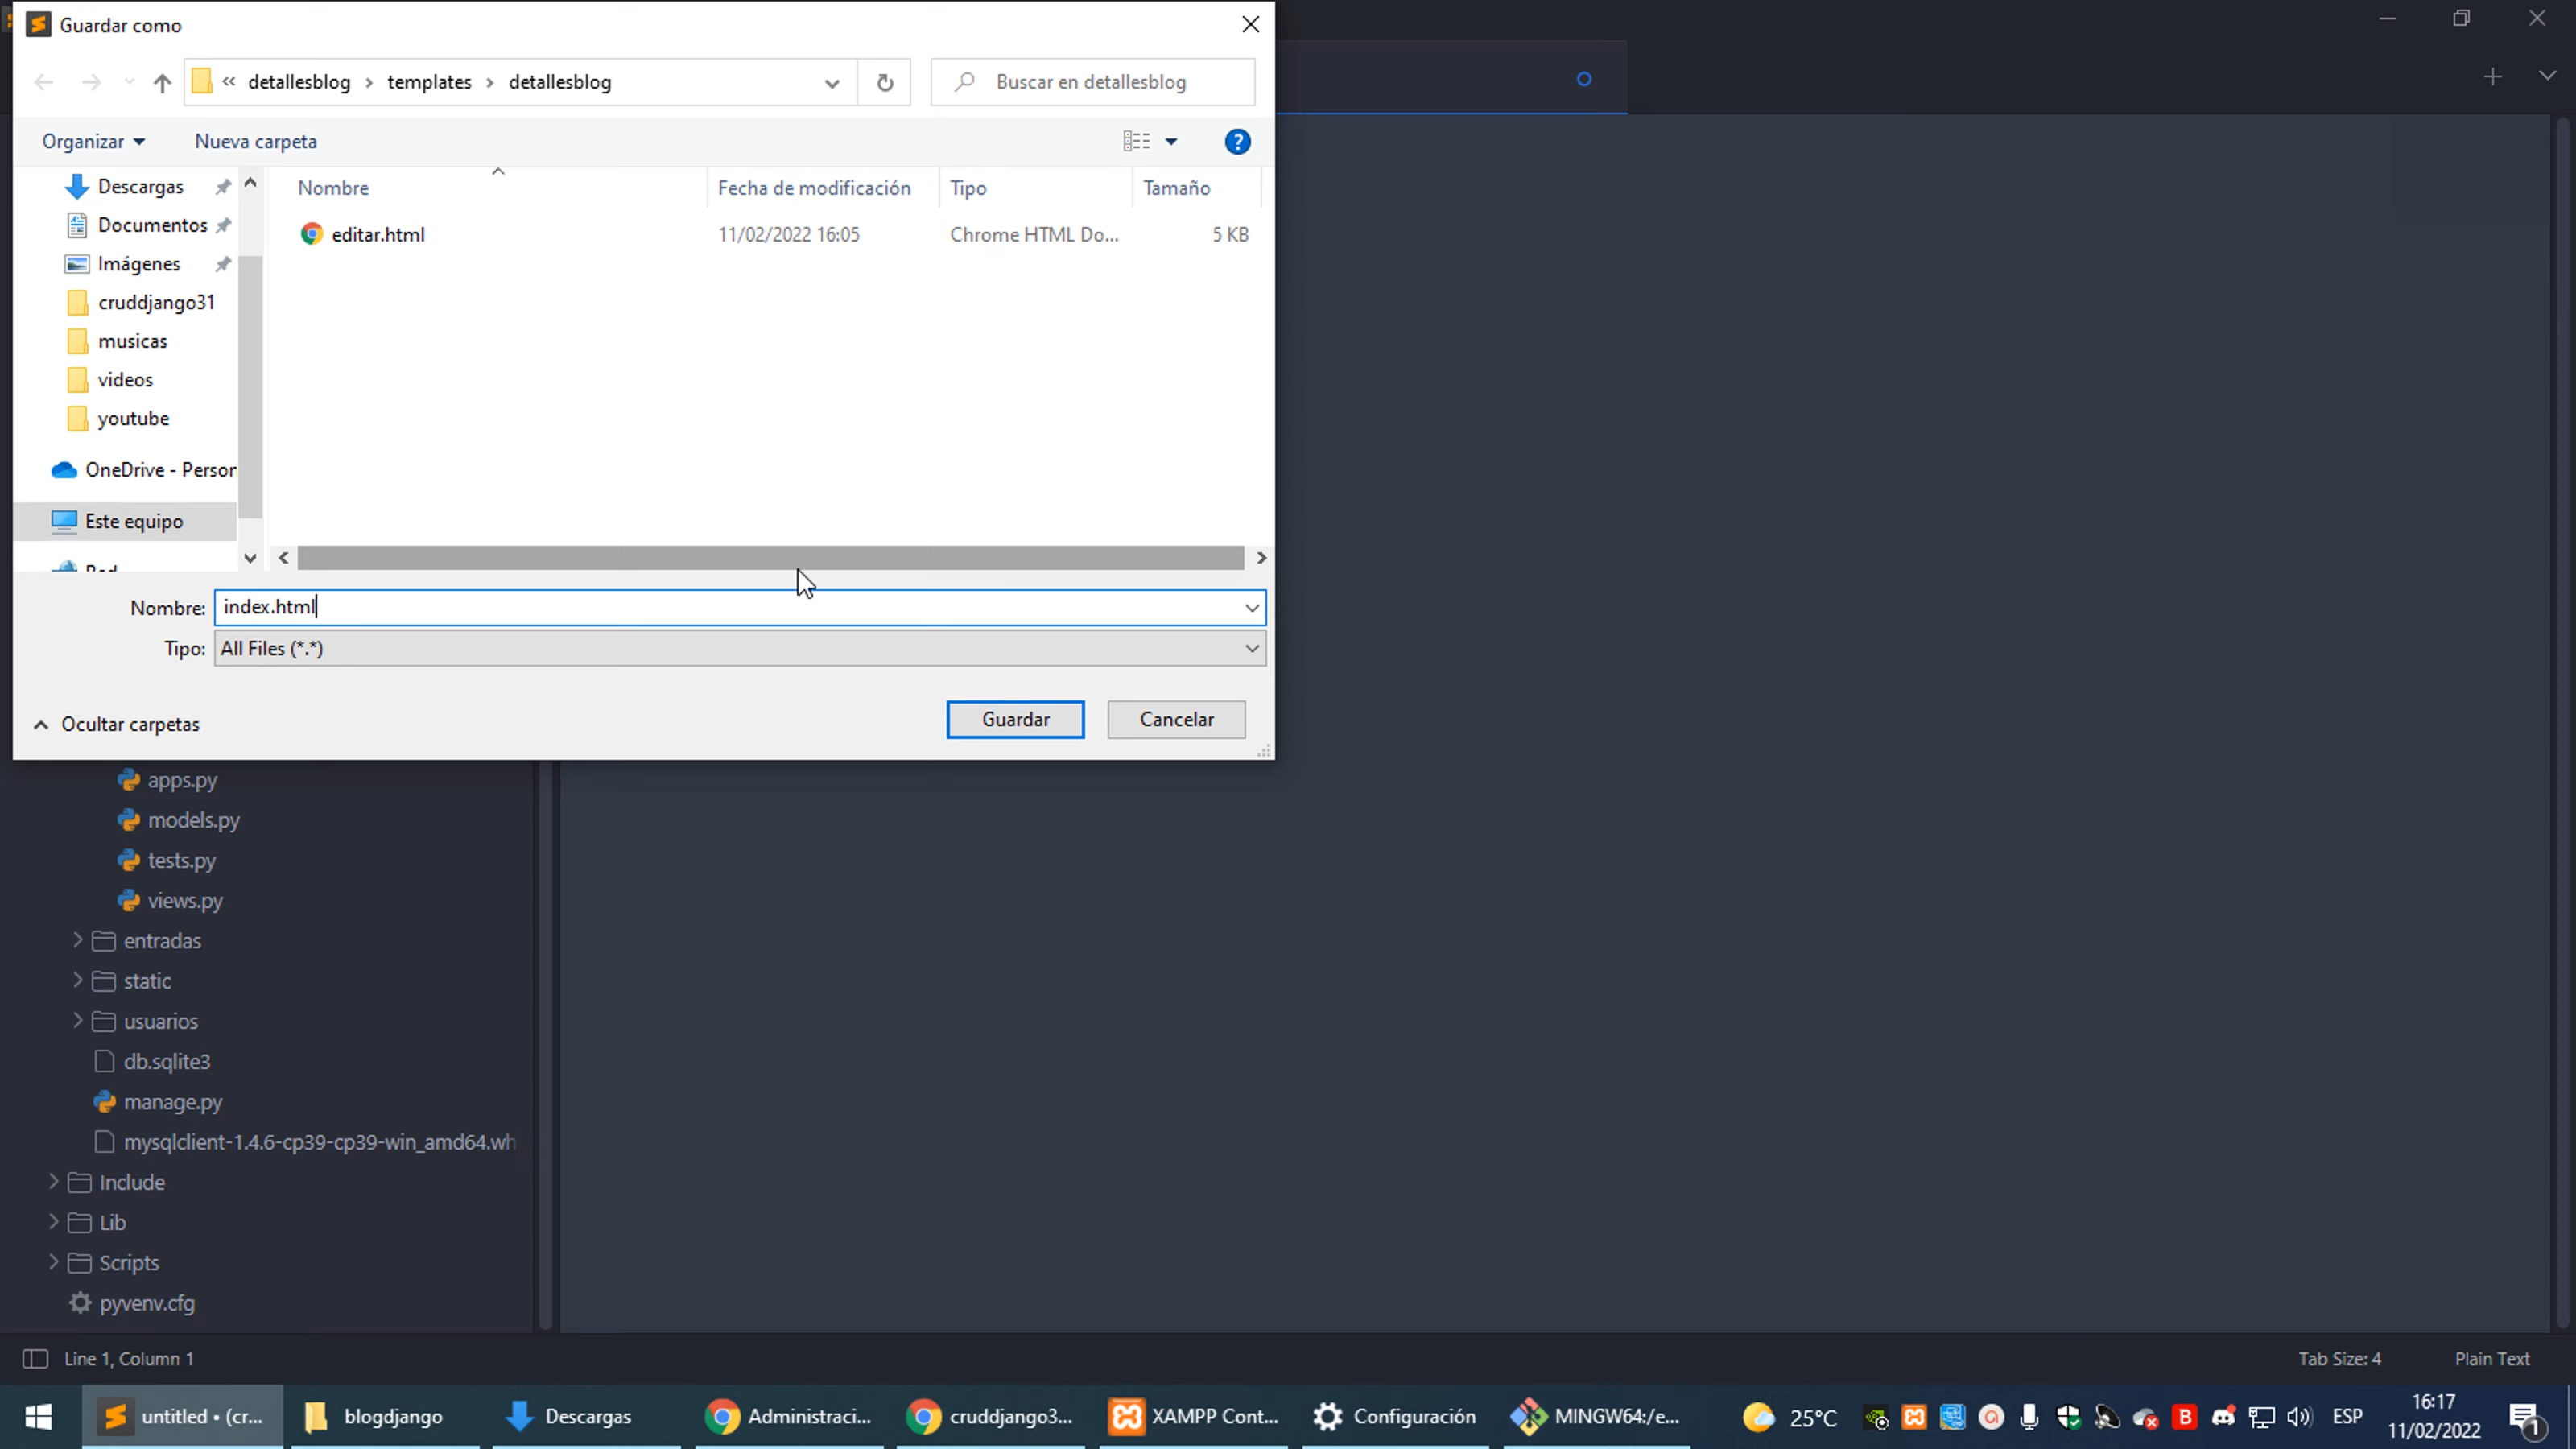 Guardar como
« detallesblog › templates › detallesblog
Buscar en detallesblog
Organizar
Nueva carpeta
Nombre
Fecha de modificación
Tipo
Tamaño
Descargas
Documentos
Imágenes
cruddjango31
musicas
videos
youtube
OneDrive - Person
Este equipo
editar.html
11/02/2022 16:05
Chrome HTML Do...
5 KB
Nombre: index.html
Tipo: All Files (*.*)
Ocultar carpetas
Guardar
Cancelar
apps.py
models.py
tests.py
views.py
entradas
static
usuarios
db.sqlite3
manage.py
mysqlclient-1.4.6-cp39-cp39-win_amd64.wh
Include
Lib
Scripts
pyvenv.cfg
Line 1, Column 1
Tab Size: 4
Plain Text
untitled • (cr...
blogdjango
Descargas
Administraci...
cruddjango3...
XAMPP Cont...
Configuración
MINGW64:/e...
25°C
ESP
16:17
11/02/2022
1